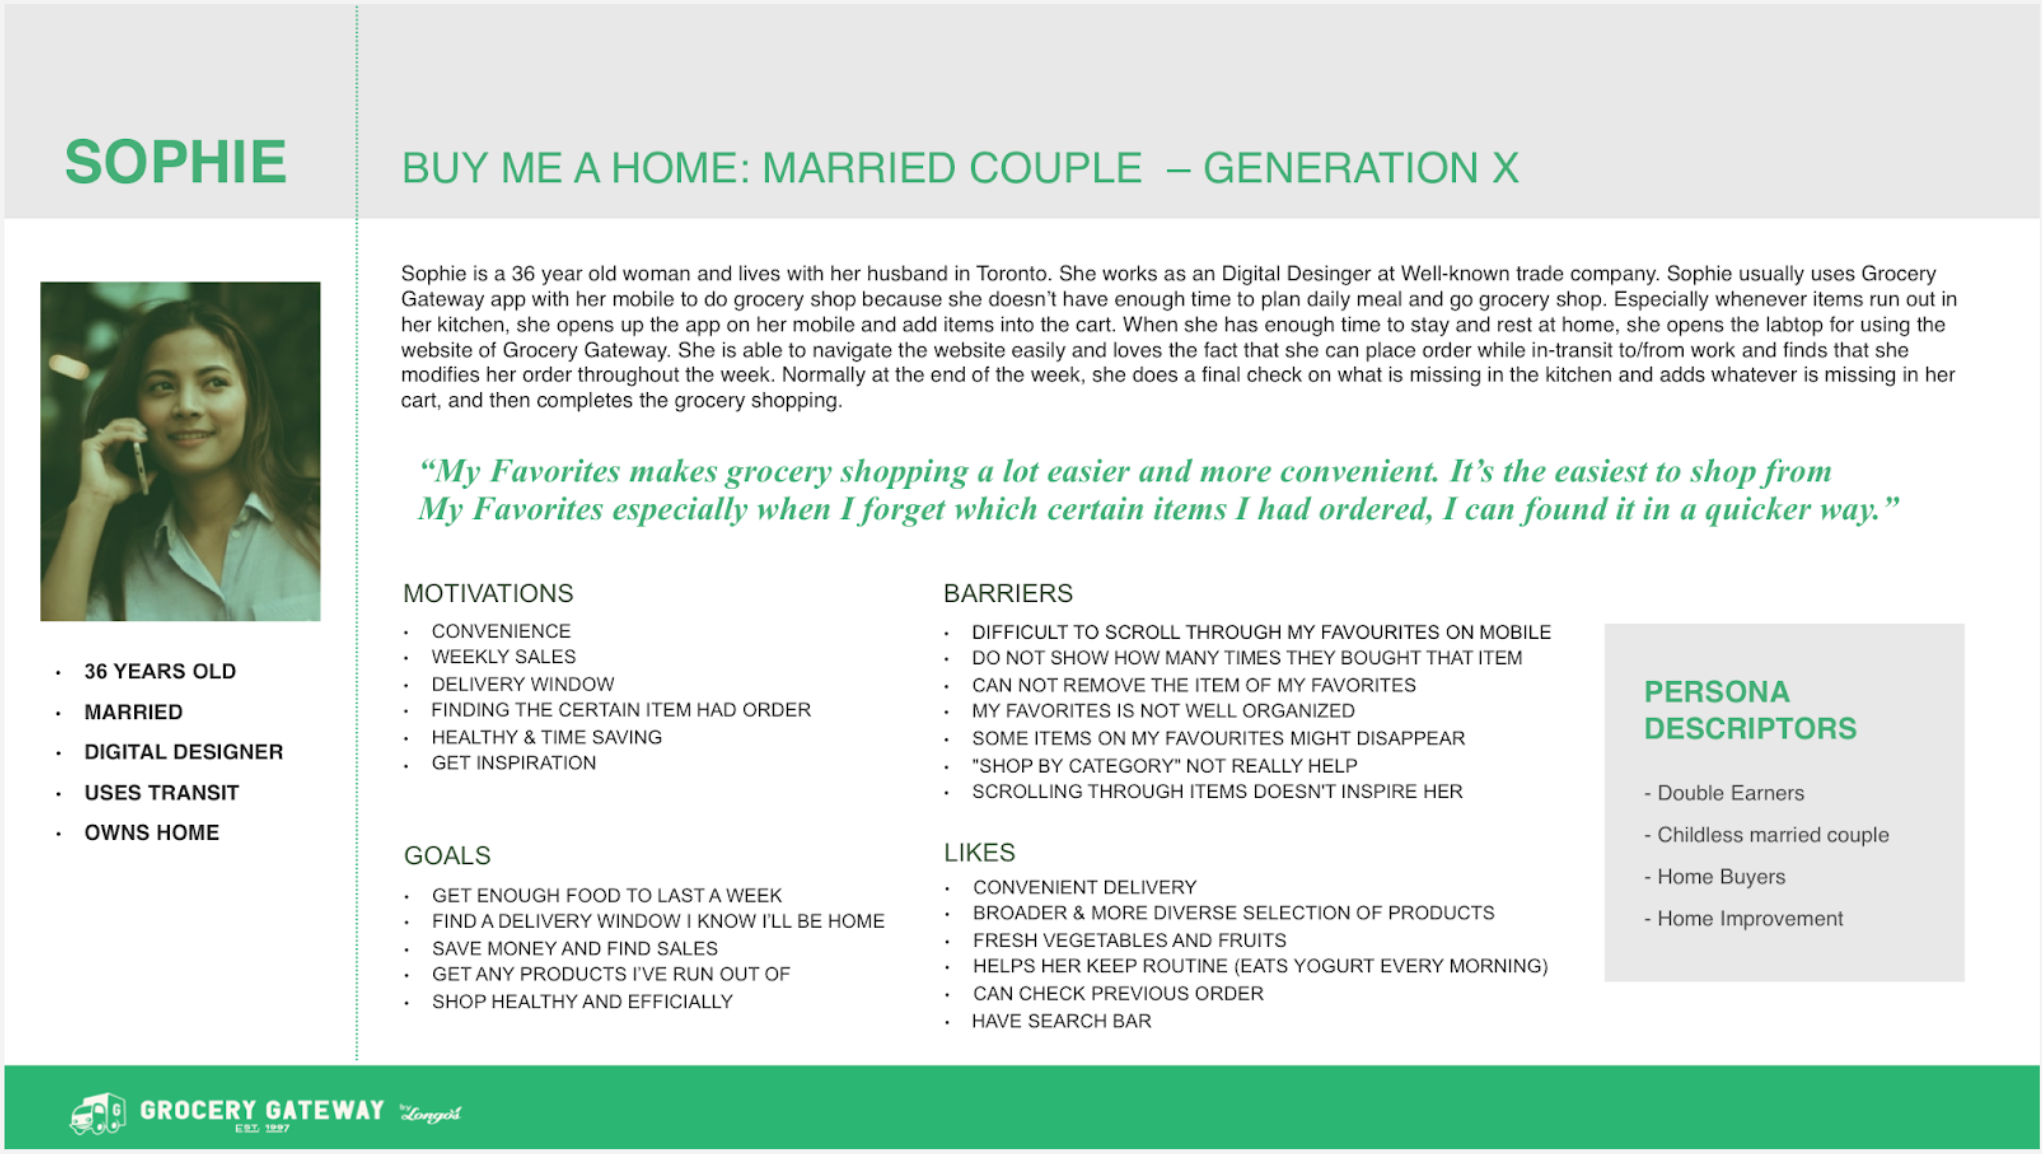 SOPHIE
BUY ME A HOME: MARRIED COUPLE – GENERATION X
Sophie is a 36 year old woman and lives with her husband in Toronto. She works as an Digital Desinger at Well-known trade company. Sophie usually uses Grocery
Gateway app with her mobile to do grocery shop because she doesn't have enough time to plan daily meal and go grocery shop. Especially whenever items run out in
her kitchen, she opens up the app on her mobile and add items into the cart. When she has enough time to stay and rest at home, she opens the labtop for using the
website of Grocery Gateway. She is able to navigate the website easily and loves the fact that she can place order while in-transit to/from work and finds that she
modifies her order throughout the week. Normally at the end of the week, she does a final check on what is missing in the kitchen and adds whatever is missing in her
cart, and then completes the grocery shopping.
“My Favorites makes grocery shopping a lot easier and more convenient. It’s the easiest to shop from
My Favorites especially when I forget which certain items I had ordered, I can found it in a quicker way.”
• 36 YEARS OLD
• MARRIED
• DIGITAL DESIGNER
• USES TRANSIT
• OWNS HOME
MOTIVATIONS
• CONVENIENCE
• WEEKLY SALES
• DELIVERY WINDOW
• FINDING THE CERTAIN ITEM HAD ORDER
• HEALTHY & TIME SAVING
• GET INSPIRATION
GOALS
• GET ENOUGH FOOD TO LAST A WEEK
• FIND A DELIVERY WINDOW I KNOW I’LL BE HOME
• SAVE MONEY AND FIND SALES
• GET ANY PRODUCTS I’VE RUN OUT OF
• SHOP HEALTHY AND EFFICIALLY
BARRIERS
• DIFFICULT TO SCROLL THROUGH MY FAVOURITES ON MOBILE
• DO NOT SHOW HOW MANY TIMES THEY BOUGHT THAT ITEM
• CAN NOT REMOVE THE ITEM OF MY FAVORITES
• MY FAVORITES IS NOT WELL ORGANIZED
• SOME ITEMS ON MY FAVOURITES MIGHT DISAPPEAR
• "SHOP BY CATEGORY" NOT REALLY HELP
• SCROLLING THROUGH ITEMS DOESN'T INSPIRE HER
LIKES
• CONVENIENT DELIVERY
• BROADER & MORE DIVERSE SELECTION OF PRODUCTS
• FRESH VEGETABLES AND FRUITS
• HELPS HER KEEP ROUTINE (EATS YOGURT EVERY MORNING)
• CAN CHECK PREVIOUS ORDER
• HAVE SEARCH BAR
PERSONA
DESCRIPTORS
- Double Earners
- Childless married couple
- Home Buyers
- Home Improvement
G
GROCERY GATEWAY by Longo's
EST. 1997